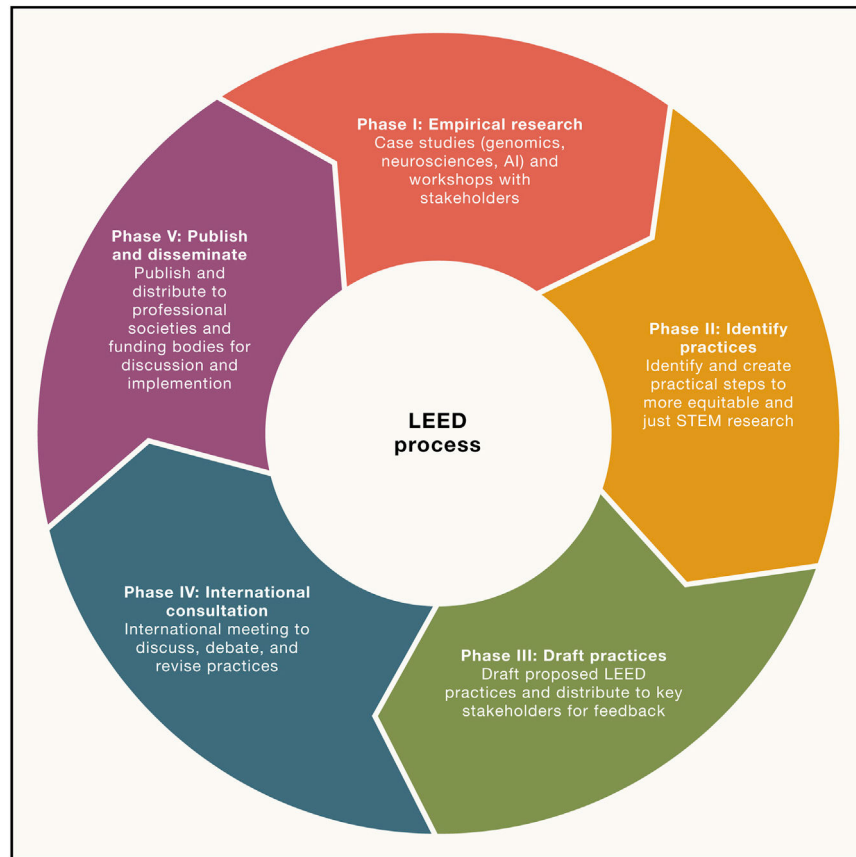 Phase I: Empirical research
Case studies (genomics,
neurosciences, AI) and
workshops with
stakeholders
Phase II: Identify
practices
Identify and create
practical steps to
more equitable and
just STEM research
Phase III: Draft practices
Draft proposed LEED
practices and distribute to key
stakeholders for feedback
Phase IV: International
consultation
International meeting to
discuss, debate, and
revise practices
Phase V: Publish
and disseminate
Publish and
distribute to
professional
societies and
funding bodies for
discussion and
implemention
LEED
process